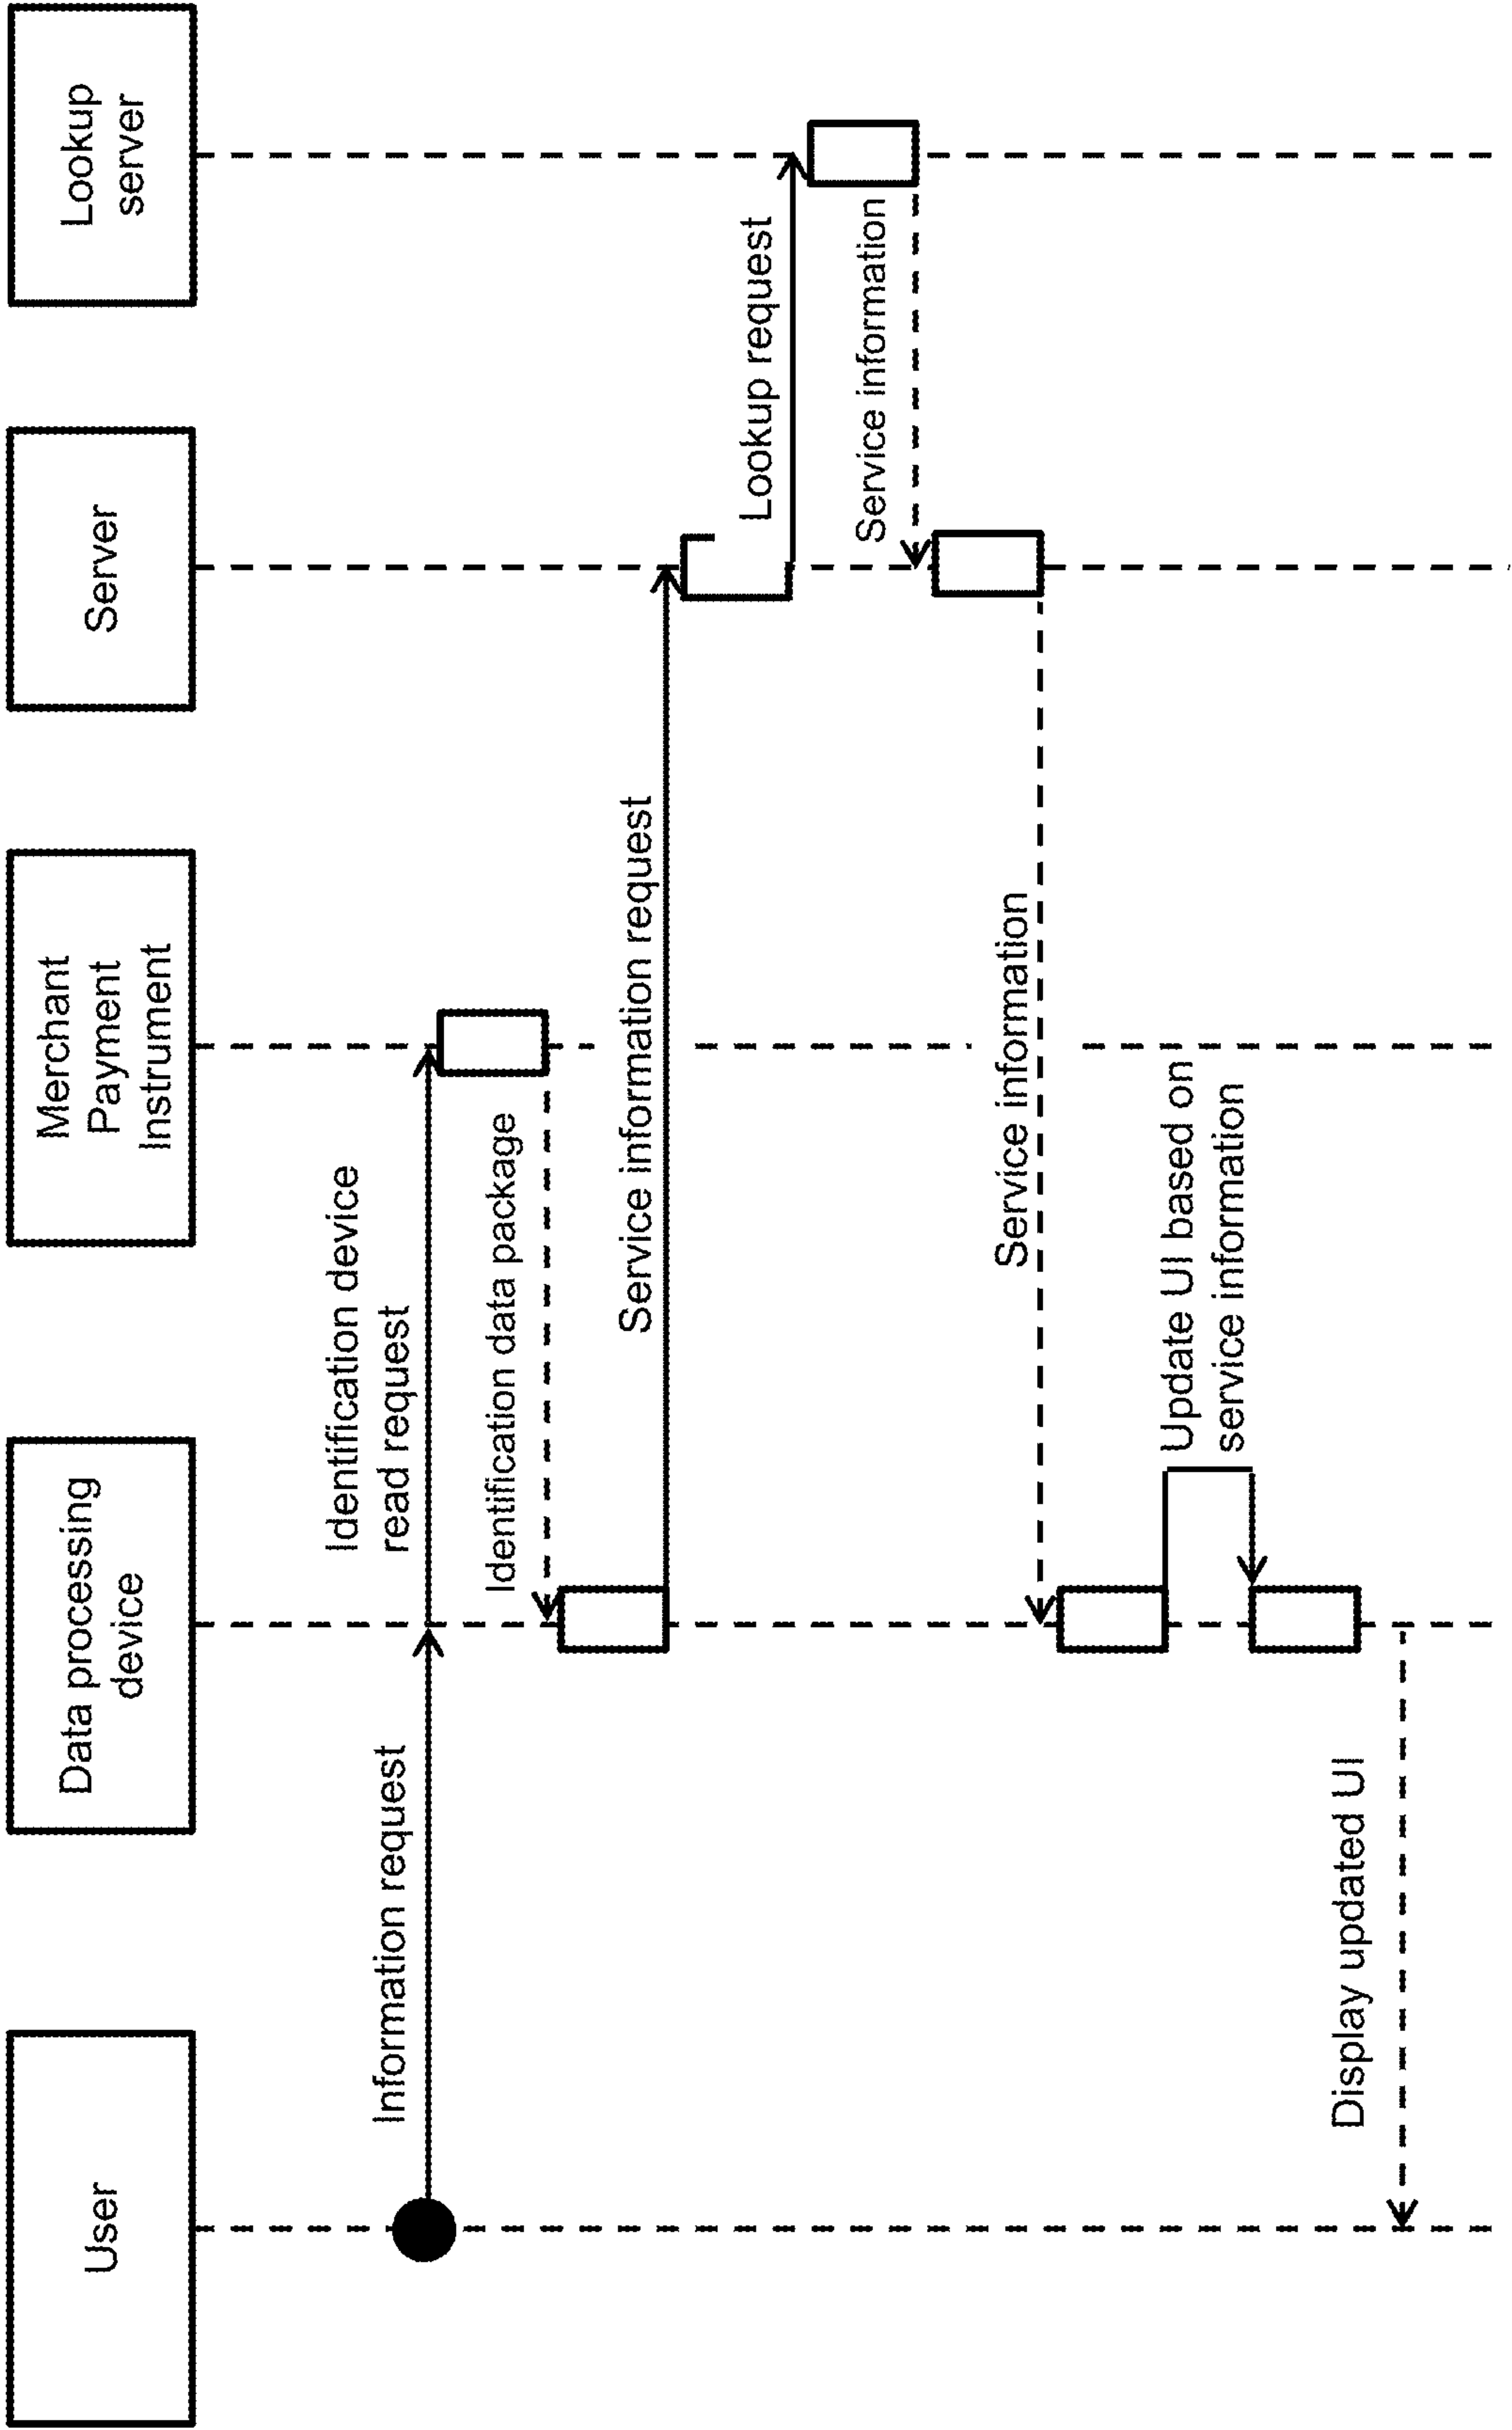 User
Data processing
device
Merchant
Payment
Instrument
Server
Lookup
server
Information request
Identification device
read request
Identification data package
Service information request
Lookup request
Service information
Service information
Update UI based on
service information
Display updated UI